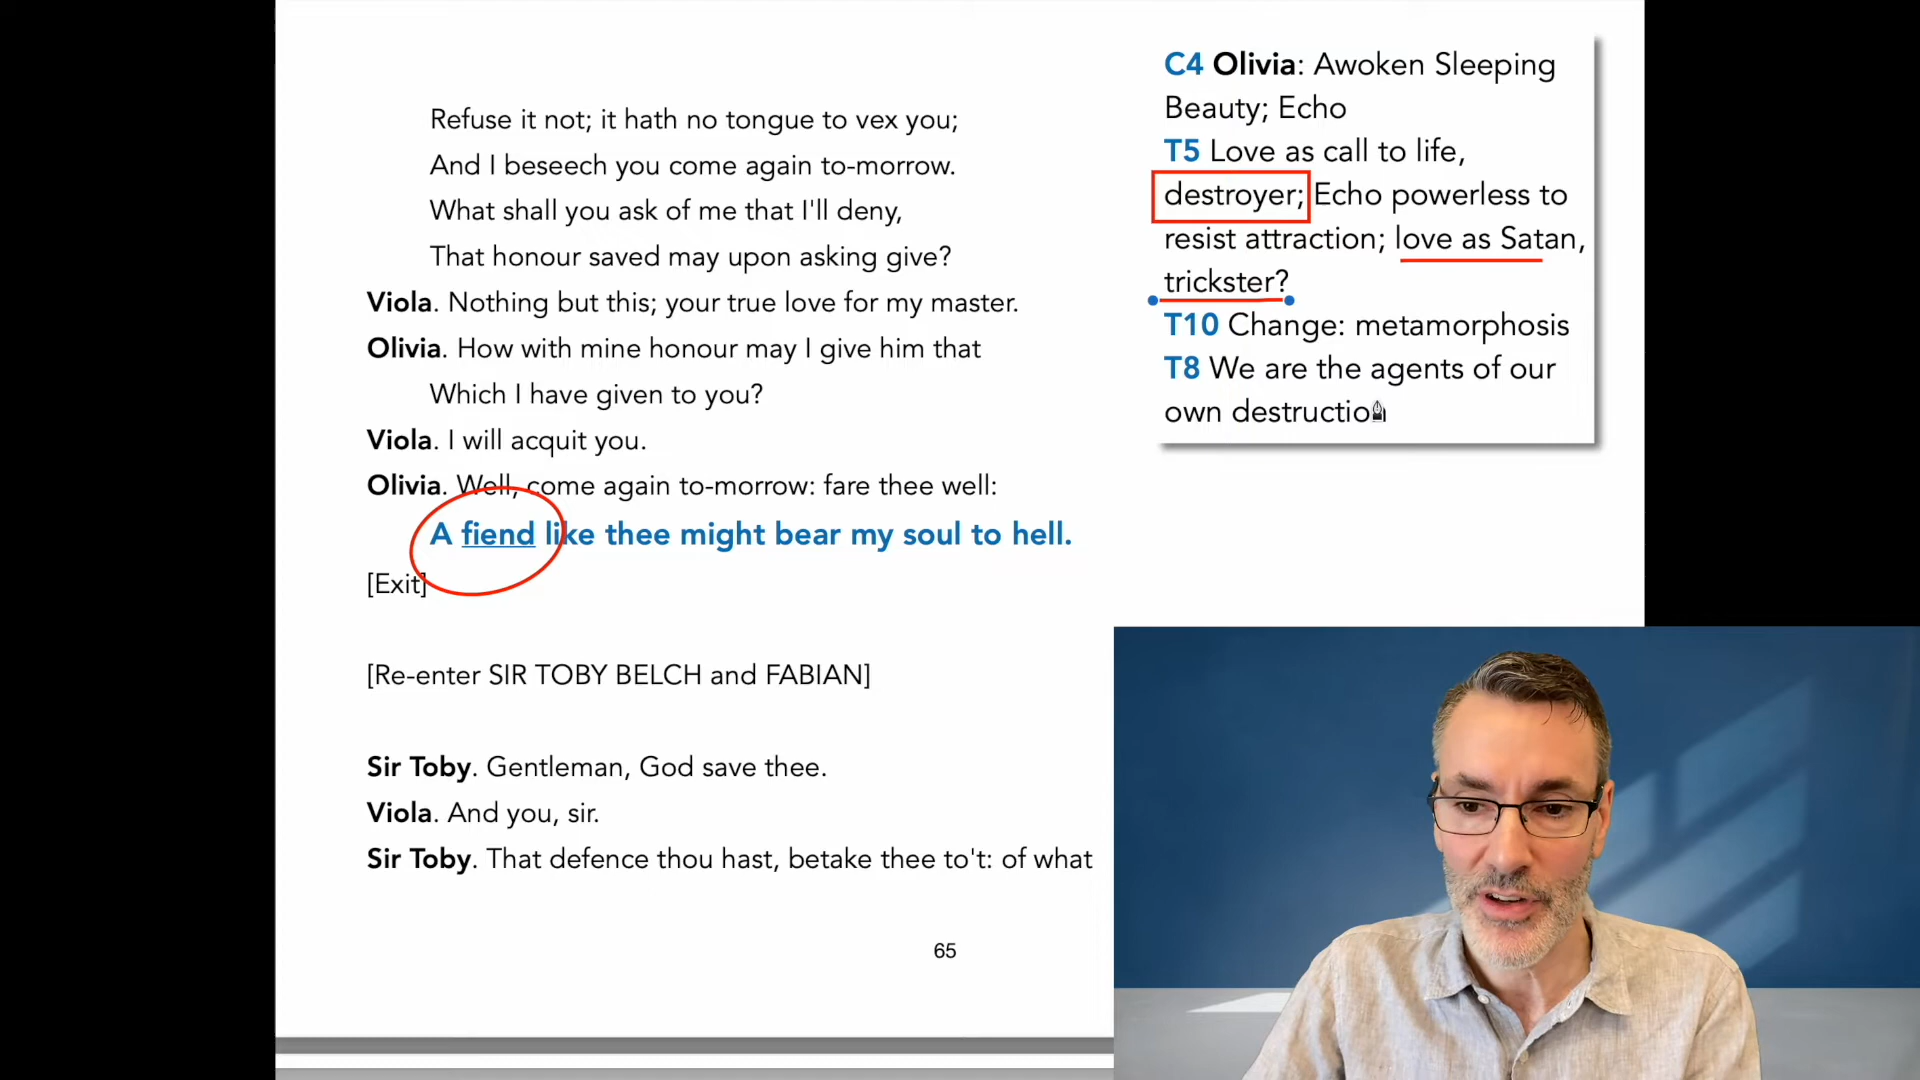 Refuse it not; it hath no tongue to vex you;
And I beseech you come again to-morrow.
What shall you ask of me that I'll deny,
That honour saved may upon asking give?
Viola. Nothing but this; your true love for my master.
Olivia. How with mine honour may I give him that
Which I have given to you?
Viola. I will acquit you.
Olivia. Well, come again to-morrow: fare thee well:
A fiend like thee might bear my soul to hell.
[Exit]
[Re-enter SIR TOBY BELCH and FABIAN]
Sir Toby. Gentleman, God save thee.
Viola. And you, sir.
Sir Toby. That defence thou hast, betake thee to't: of what
65
C4 Olivia: Awoken Sleeping
Beauty; Echo
T5 Love as call to life,
destroyer; Echo powerless to
resist attraction; love as Satan,
trickster?
T10 Change: metamorphosis
T8 We are the agents of our
own destruction